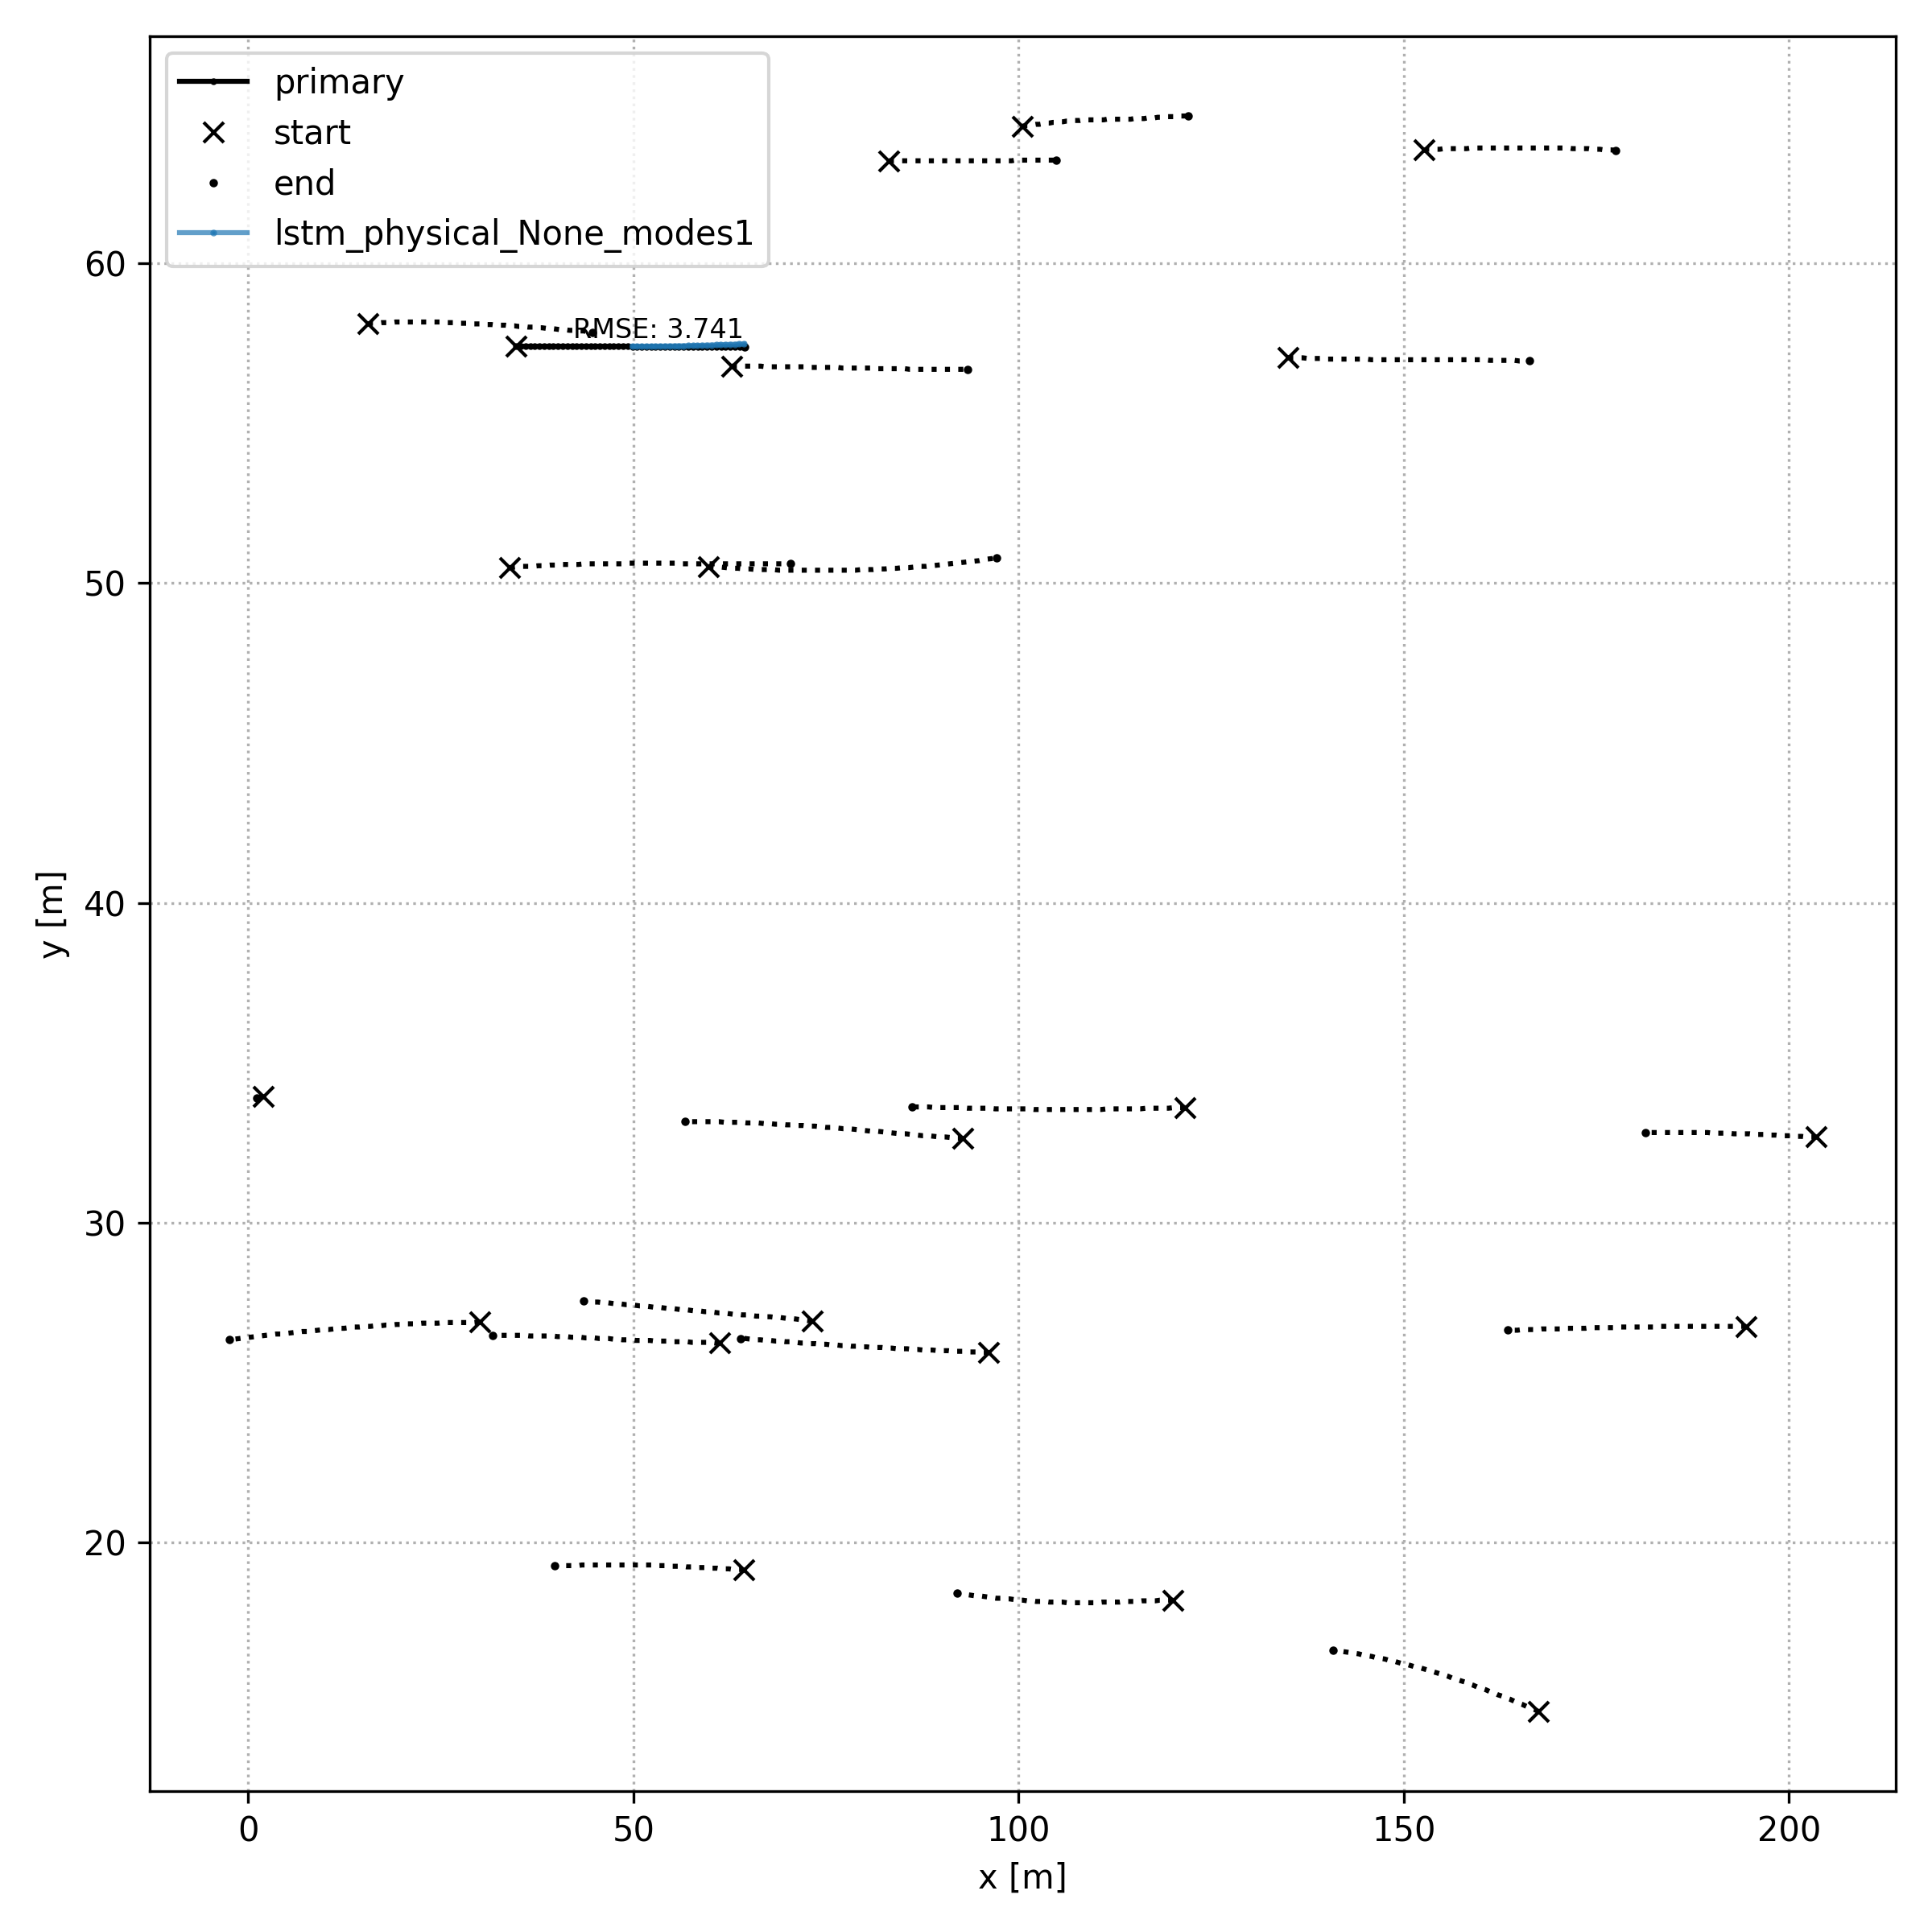 primary
start
end
lstm_physical_None_modes1
RMSE: 3.741
60
50
40
30
20
y [m]
0 50 100 150 200
x [m]